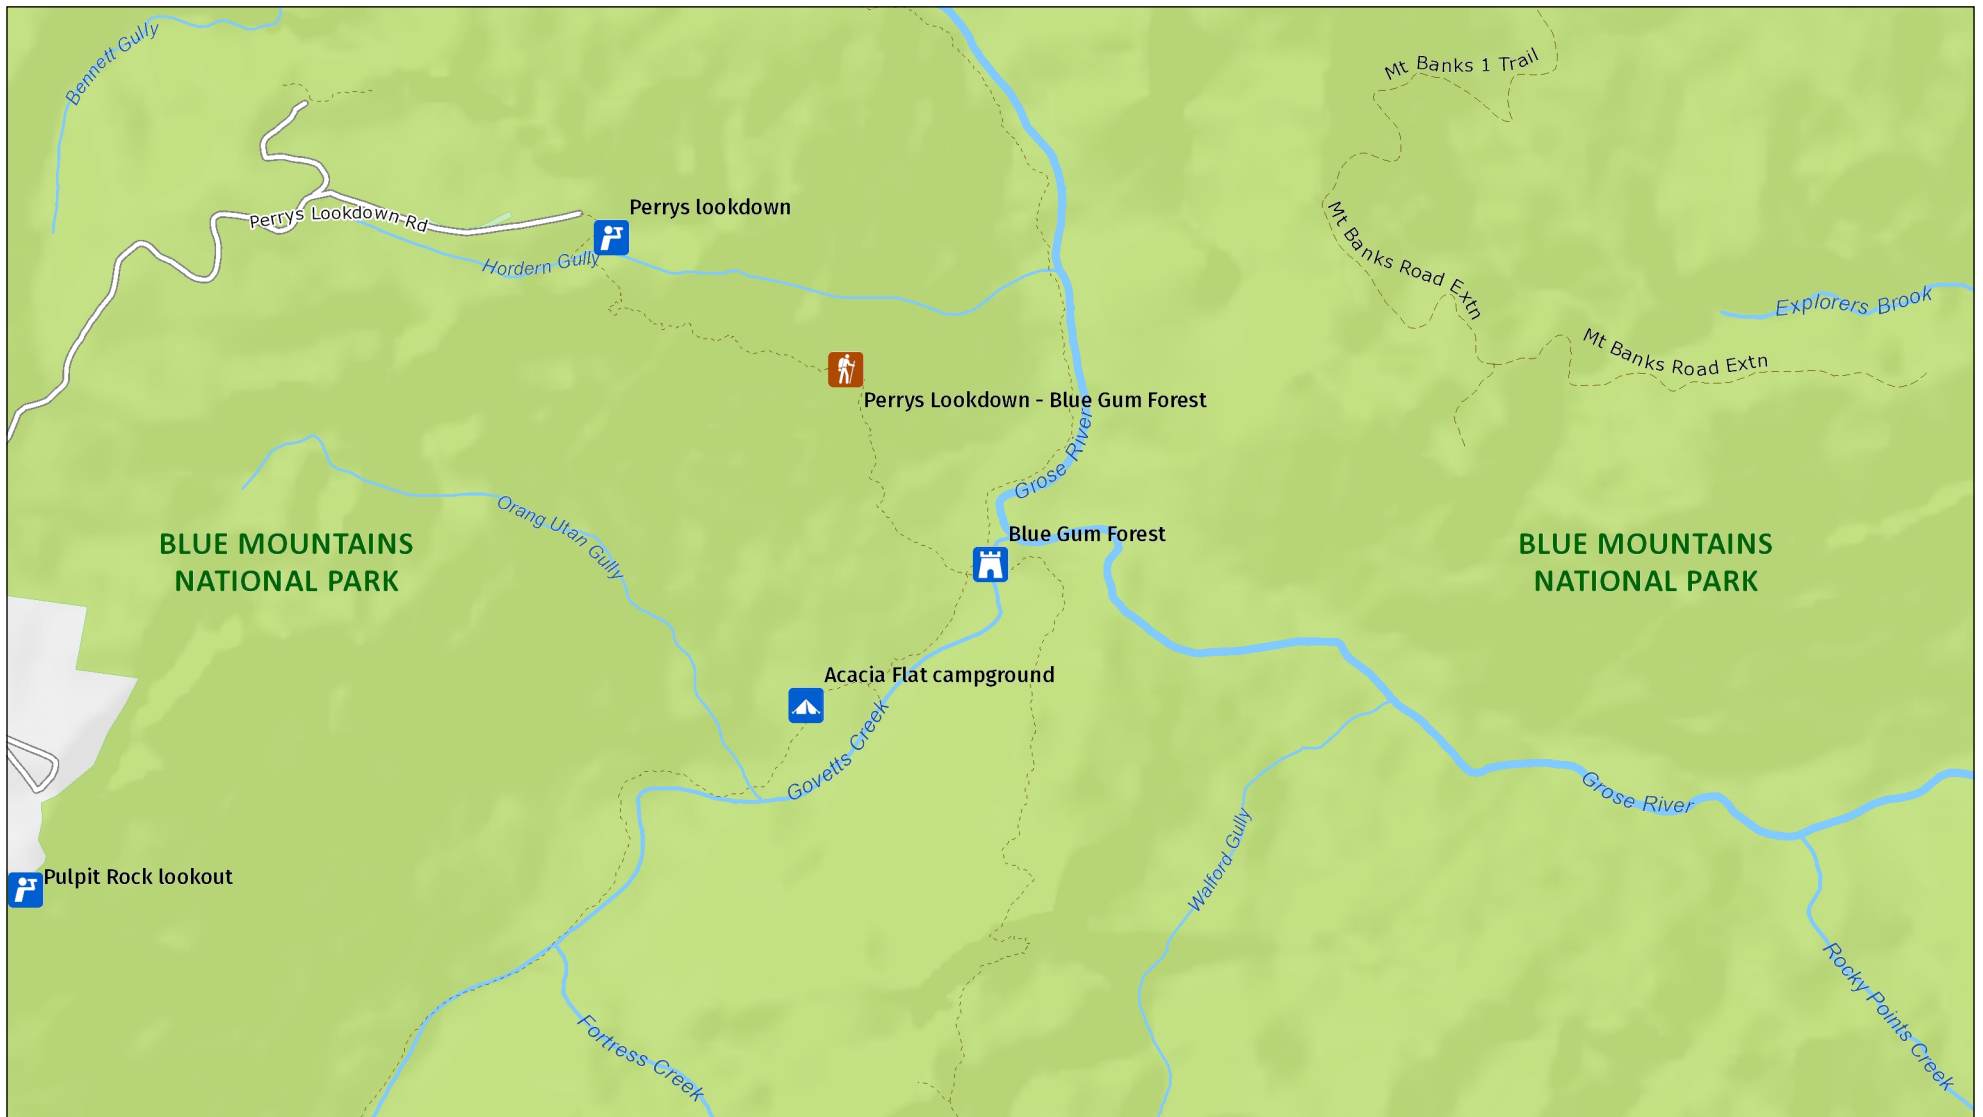 Bennett Gully
Mt Banks 1 Trail
Perrys lookdown
Perrys Lookdown Rd
Hordern Gully
Mt Banks Road Extn
Explorers Brook
Mt Banks Road Extn
Perrys Lookdown - Blue Gum Forest
Grose River
Orang Utan Gully
Blue Gum Forest
BLUE MOUNTAINS
NATIONAL PARK
BLUE MOUNTAINS
NATIONAL PARK
Acacia Flat campground
Govetts Creek
Grose River
Walford Gully
Pulpit Rock lookout
Rocky Points Creek
Fortress Creek